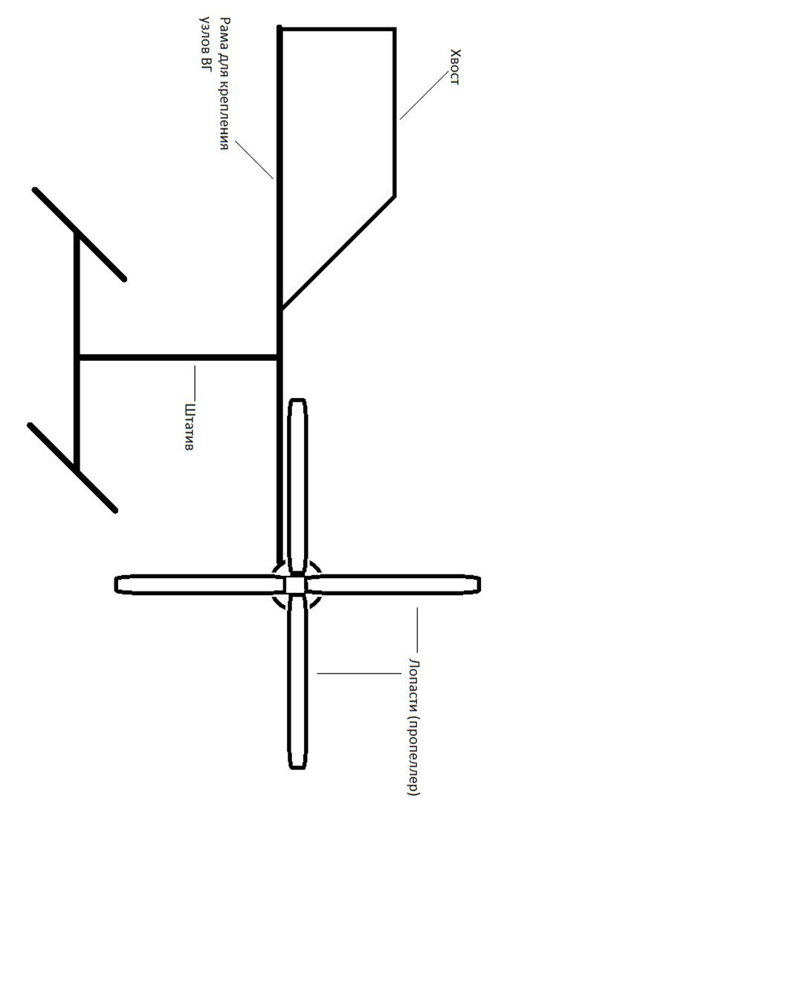 Хвост
Рама для крепления
узлов ВГ
Штатив
Лопасти (пропеллер)